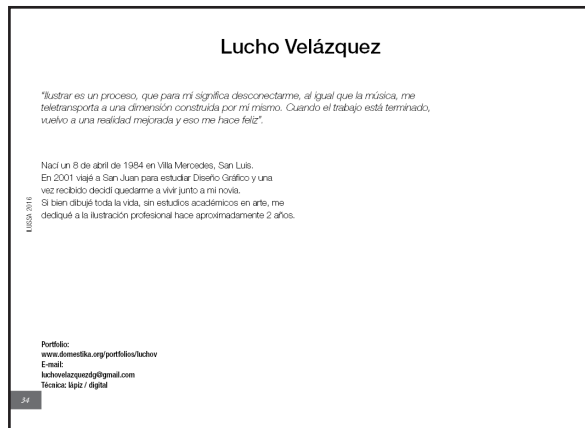 Lucho Velázquez
"Ilustrar es un proceso, que para mi significa desconectarme, al igual que la música, me
teletransporta a una dimensión construida por mi mismo. Cuando el trabajo está terminado,
vuelvo a una realidad mejorada y eso me hace feliz".
Nací un 8 de abril de 1984 en Villa Mercedes, San Luis.
En 2001 viajé a San Juan para estudiar Diseño Gráfico y una
vez recibido decidí quedarme a vivir junto a mi novia.
Si bien dibujé toda la vida, sin estudios académicos en arte, me
dediqué a la ilustración profesional hace aproximadamente 2 años.
ILUSSA 2016
Portfolio:
www.domestika.org/portfolios/luchov
E-mail:
luchovelazquezdg@gmail.com
Técnica: lápiz / digital
34